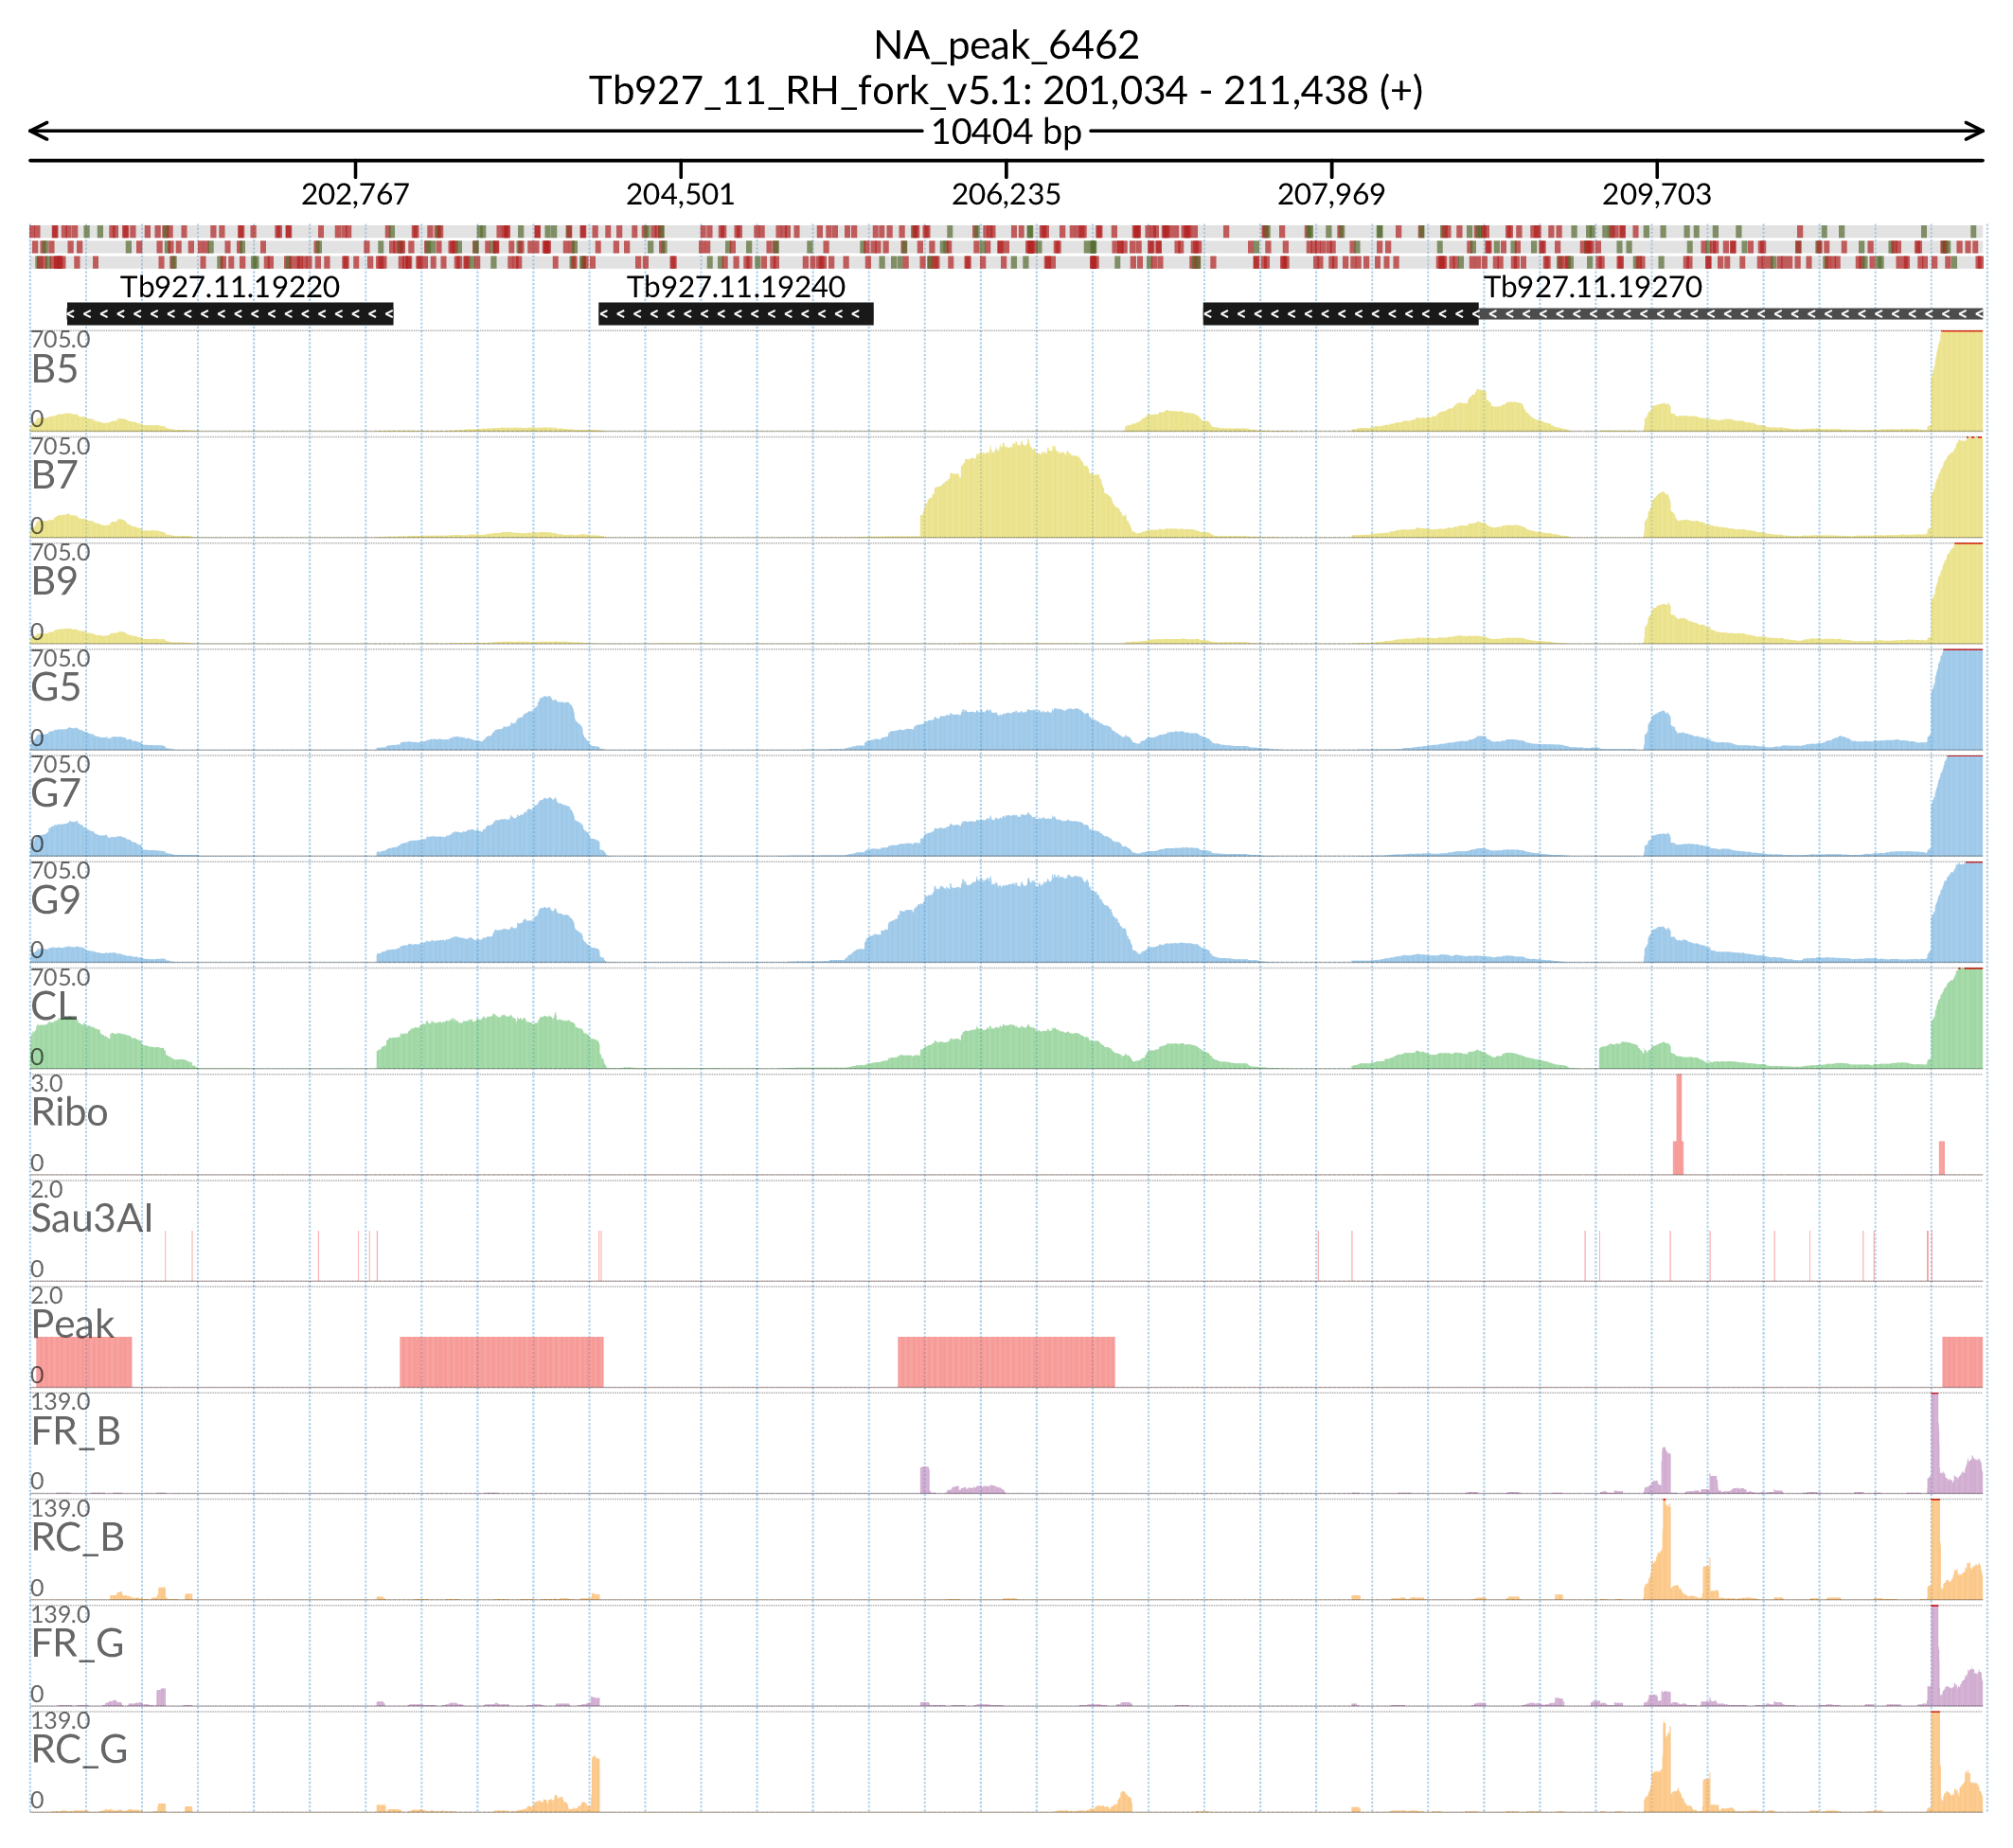 NA_peak_6462
Tb927_11_RH_fork_v5.1: 201,034 - 211,438 (+)
10404 bp
202,767 204,501 206,235 207,969 209,703
Tb927.11.19220 Tb927.11.19240 Tb927.11.19270
705.0
B5
0
705.0
B7
0
705.0
B9
0
705.0
G5
0
705.0
G7
0
705.0
G9
0
705.0
CL
0
3.0
Ribo
0
2.0
Sau3AI
0
2.0
Peak
0
139.0
FR_B
0
139.0
RC_B
0
139.0
FR_G
0
139.0
RC_G
0